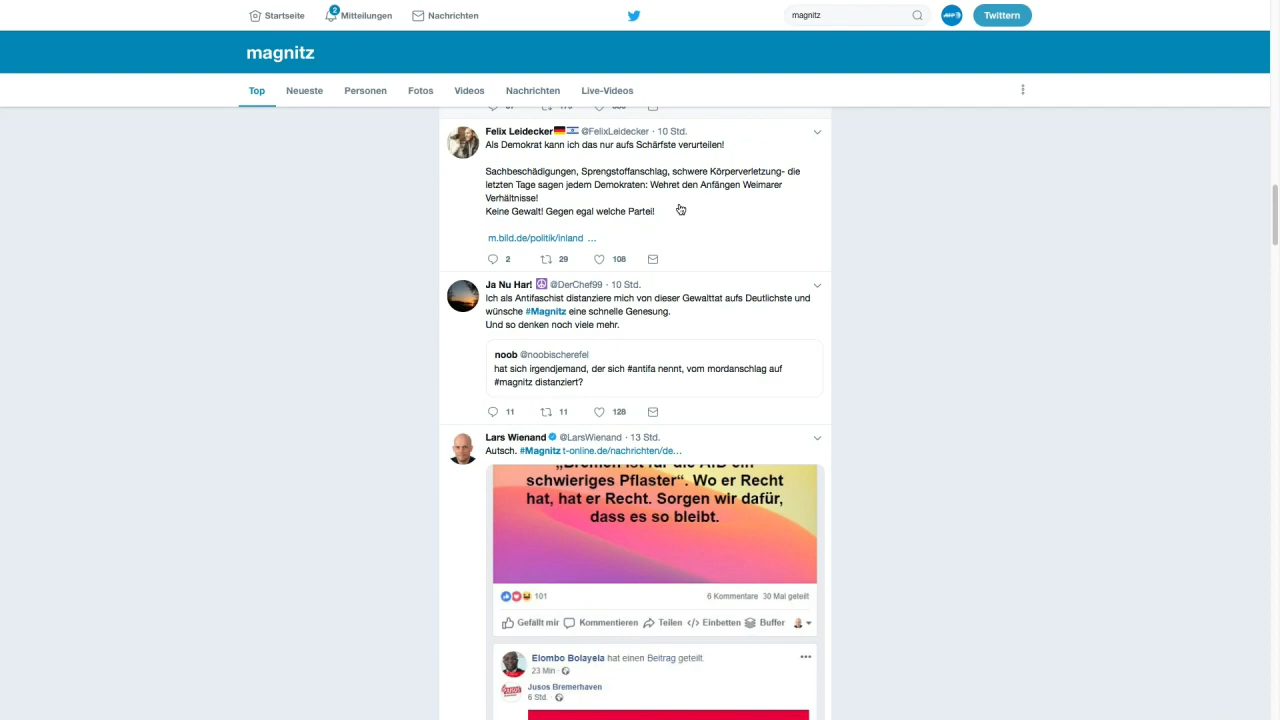 Startseite
2
Mitteilungen
Nachrichten
magnitz
Twittern
magnitz
Top
Neueste
Personen
Fotos
Videos
Nachrichten
Live-Videos
Felix Leidecker @FelixLeidecker · 10 Std.
Als Demokrat kann ich das nur aufs Schärfste verurteilen!
Sachbeschädigungen, Sprengstoffanschlag, schwere Körperverletzung- die
letzten Tage sagen jedem Demokraten: Wehret den Anfängen Weimarer
Verhältnisse!
Keine Gewalt! Gegen egal welche Partei!
m.bild.de/politik/inland …
2 29 108
Ja Nu Har! @DerChef99 · 10 Std.
Ich als Antifaschist distanziere mich von dieser Gewalttat aufs Deutlichste und
wünsche #Magnitz eine schnelle Genesung.
Und so denken noch viele mehr.
noob @noobischerefel
hat sich irgendjemand, der sich #antifa nennt, vom mordanschlag auf
#magnitz distanziert?
11 11 128
Lars Wienand @LarsWienand · 13 Std.
Autsch. #Magnitz t-online.de/nachrichten/de…
„Bremen ist für die AfD ein
schwieriges Pflaster“. Wo er Recht
hat, hat er Recht. Sorgen wir dafür,
dass es so bleibt.
101
6 Kommentare 30 Mal geteilt
Gefällt mir Kommentieren Teilen </> Einbetten Buffer
Elombo Bolayela hat einen Beitrag geteilt.
23 Min ·
Jusos Bremerhaven
6 Std. ·